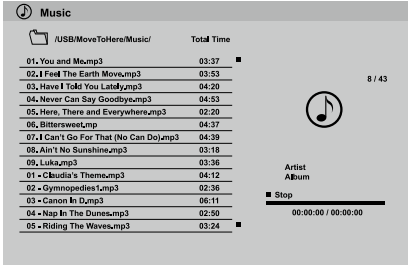 Music
/USB/MoveToHere/Music/ Total Time
01. You and Me.mp3 03:37
02. I Feel The Earth Move.mp3 03:53
03. Have I Told You Lately.mp3 04:20
04. Never Can Say Goodbye.mp3 04:53
05. Here, There and Everywhere.mp3 02:20
06. Bittersweet.mp 04:37
07. I Can't Go For That (No Can Do).mp3 04:39
08. Ain't No Sunshine.mp3 03:18
09. Luka.mp3 03:36
01 - Claudia's Theme.mp3 04:12
02 - Gymnopedies1.mp3 02:36
03 - Canon In D.mp3 06:11
04 - Nap In The Dunes.mp3 02:50
05 - Riding The Waves.mp3 03:24
8 / 43
Artist
Album
Stop
00:00:00 / 00:00:00